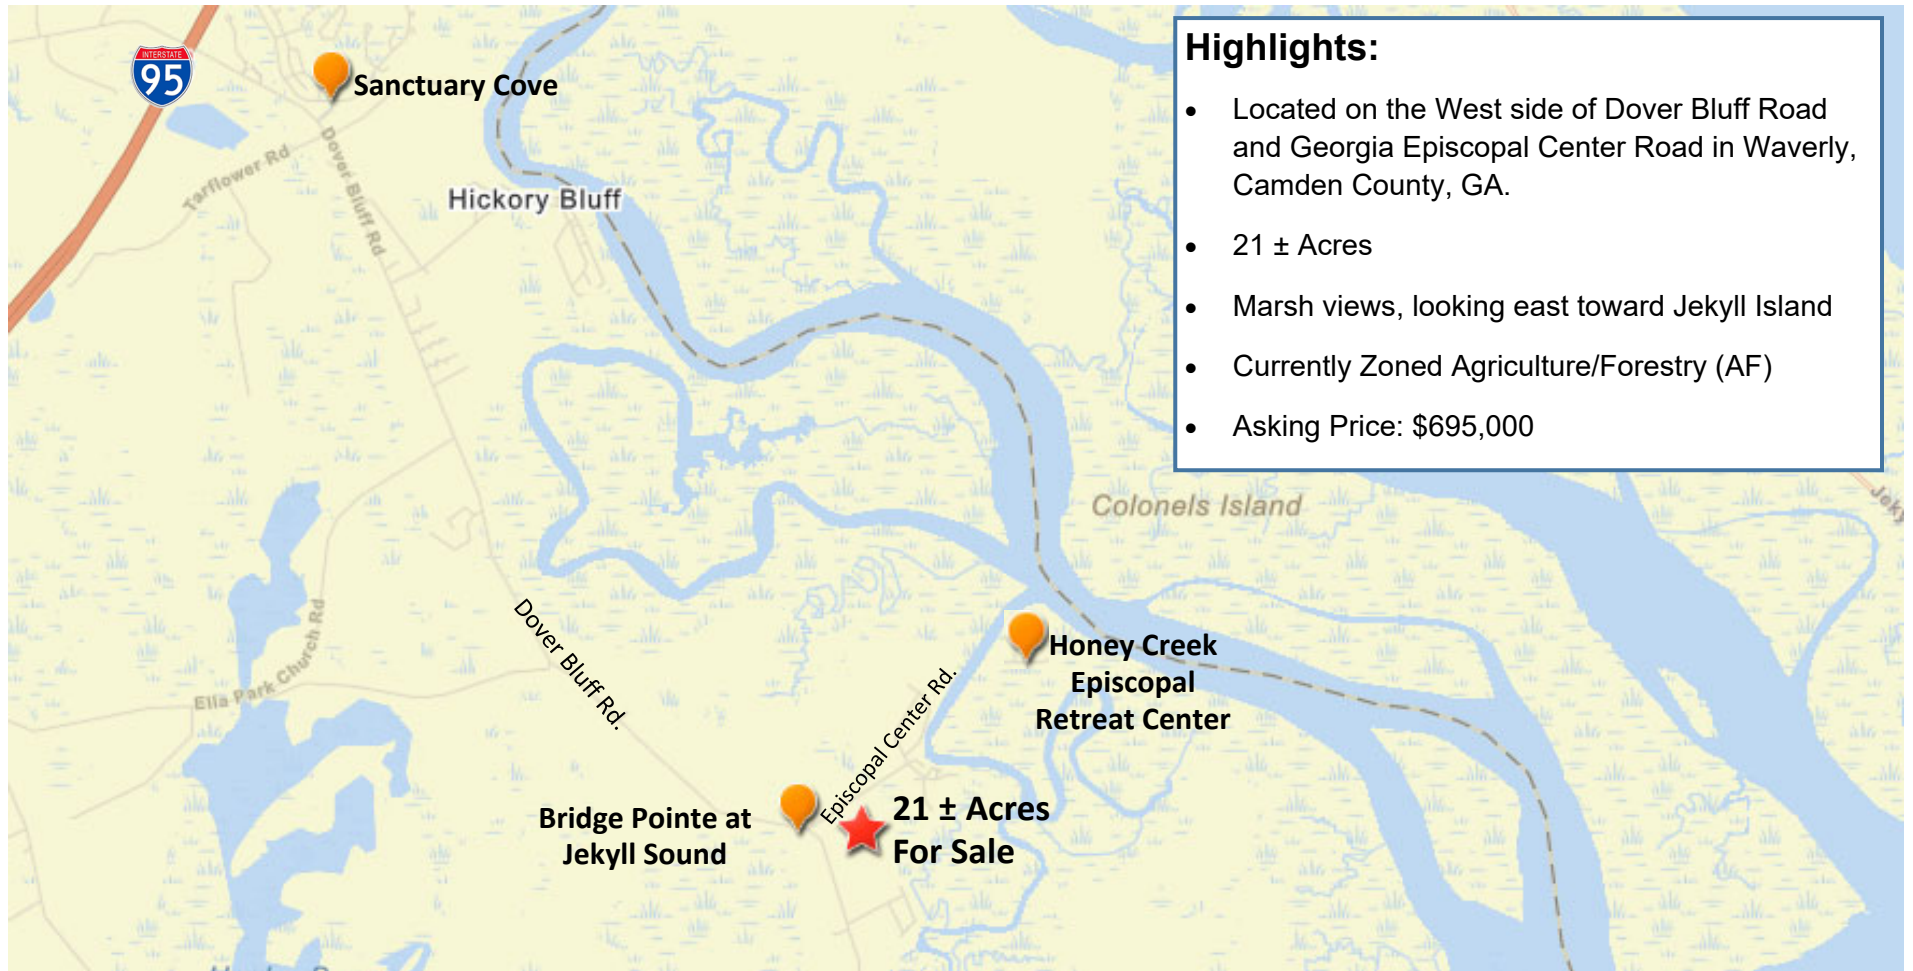 INTERSTATE
95
Sanctuary Cove
Tarflower Rd
Dover Bluff Rd
Hickory Bluff
Highlights:
• Located on the West side of Dover Bluff Road
and Georgia Episcopal Center Road in Waverly,
Camden County, GA.
• 21 ± Acres
• Marsh views, looking east toward Jekyll Island
• Currently Zoned Agriculture/Forestry (AF)
• Asking Price: $695,000
Colonels Island
Dover Bluff Rd.
Ella Park Church Rd
Honey Creek
Episcopal
Retreat Center
Episcopal Center Rd.
Bridge Pointe at
Jekyll Sound
21 ± Acres
For Sale